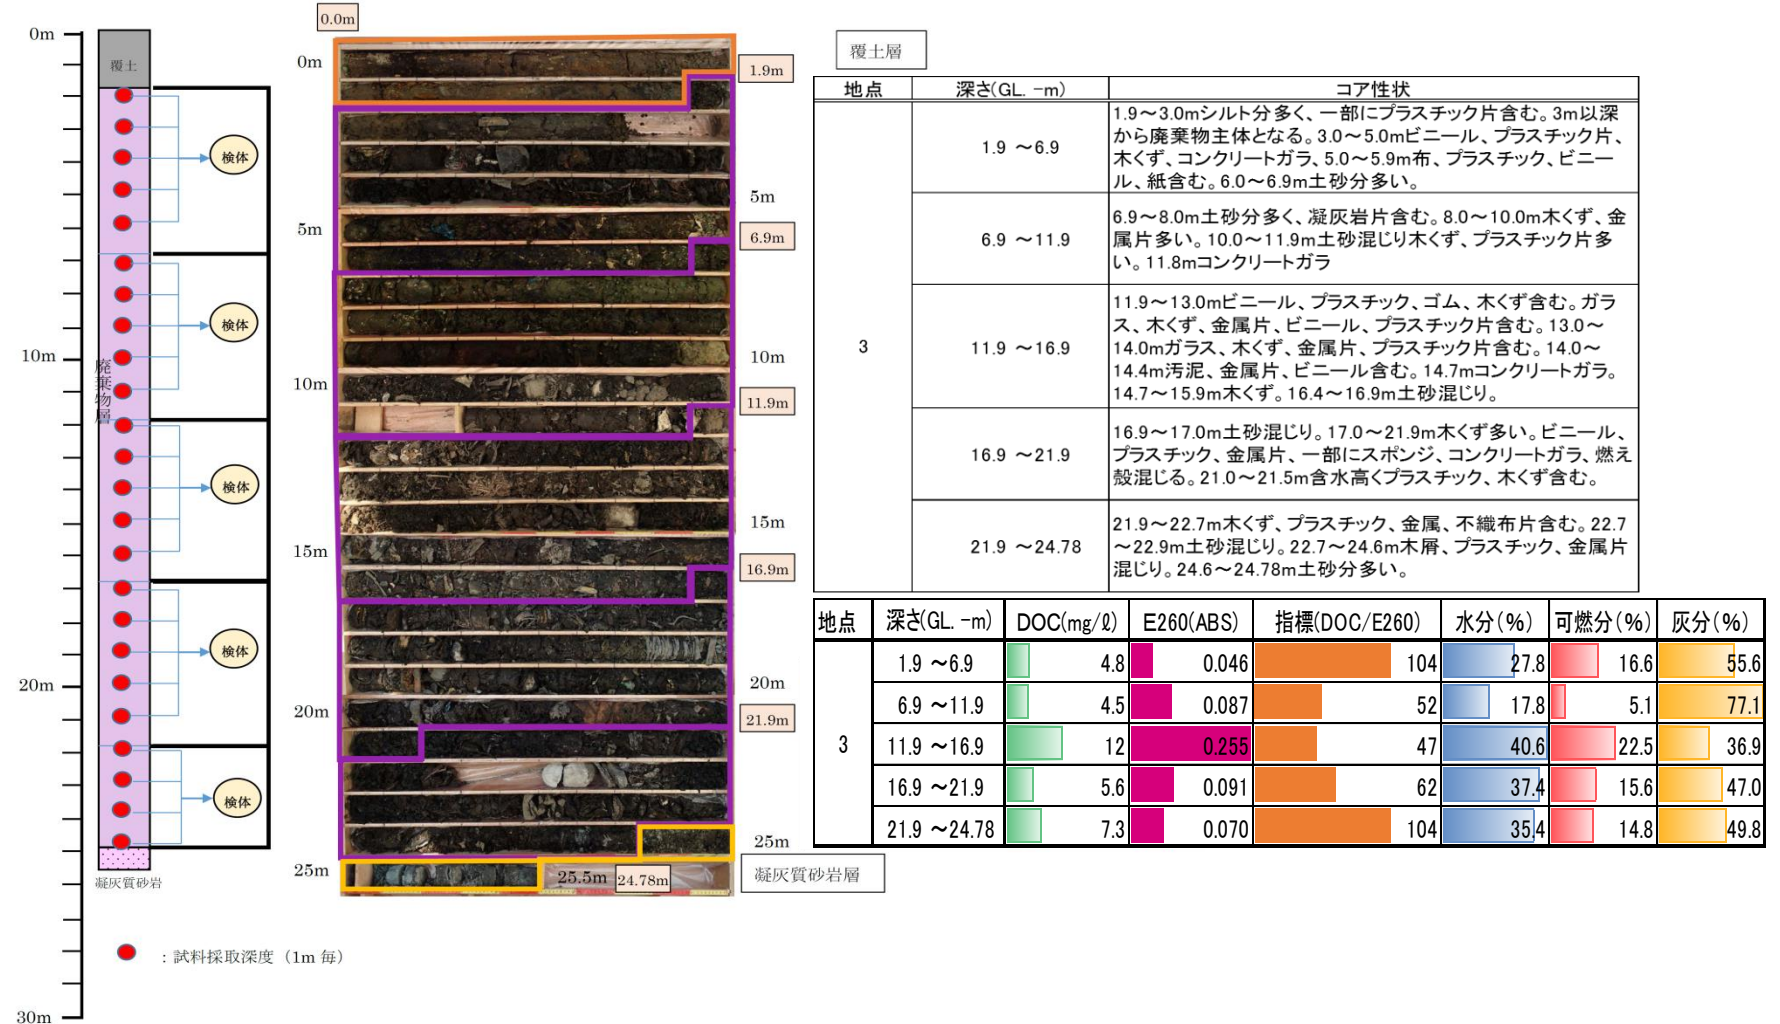 0m
10m
20m
30m
覆土
廃棄物層
凝灰質砂岩
検体
検体
検体
検体
検体
：試料採取深度（1m 毎）
0.0m
0m
5m
10m
15m
20m
25m
1.9m
5m
6.9m
10m
11.9m
15m
16.9m
20m
21.9m
25m
25.5m
24.78m
凝灰質砂岩層
覆土層
地点 深さ(GL. -m) コア性状
3
1.9 ～6.9
1.9～3.0mシルト分多く、一部にプラスチック片含む。3m以深
から廃棄物主体となる。3.0～5.0mビニール、プラスチック片、
木くず、コンクリートガラ、5.0～5.9m布、プラスチック、ビニー
ル、紙含む。6.0～6.9m土砂分多い。
6.9 ～11.9
6.9～8.0m土砂分多く、凝灰岩片含む。8.0～10.0m木くず、金
属片多い。10.0～11.9m土砂混じり木くず、プラスチック片多
い。11.8mコンクリートガラ
11.9 ～16.9
11.9～13.0mビニール、プラスチック、ゴム、木くず含む。ガラ
ス、木くず、金属片、ビニール、プラスチック片含む。13.0～
14.0mガラス、木くず、金属片、プラスチック片含む。14.0～
14.4m汚泥、金属片、ビニール含む。14.7mコンクリートガラ。
14.7～15.9m木くず。16.4～16.9m土砂混じり。
16.9 ～21.9
16.9～17.0m土砂混じり。17.0～21.9m木くず多い。ビニール、
プラスチック、金属片、一部にスポンジ、コンクリートガラ、燃え
殻混じる。21.0～21.5m含水高くプラスチック、木くず含む。
21.9 ～24.78
21.9～22.7m木くず、プラスチック、金属、不織布片含む。22.7
～22.9m土砂混じり。22.7～24.6m木屑、プラスチック、金属片
混じり。24.6～24.78m土砂分多い。
地点 深さ(GL. -m) DOC(mg/ℓ) E260(ABS) 指標(DOC/E260) 水分(%) 可燃分(%) 灰分(%)
3
1.9 ～6.9 4.8 0.046 104 27.8 16.6 55.6
6.9 ～11.9 4.5 0.087 52 17.8 5.1 77.1
11.9 ～16.9 12 0.255 47 40.6 22.5 36.9
16.9 ～21.9 5.6 0.091 62 37.4 15.6 47.0
21.9 ～24.78 7.3 0.070 104 35.4 14.8 49.8